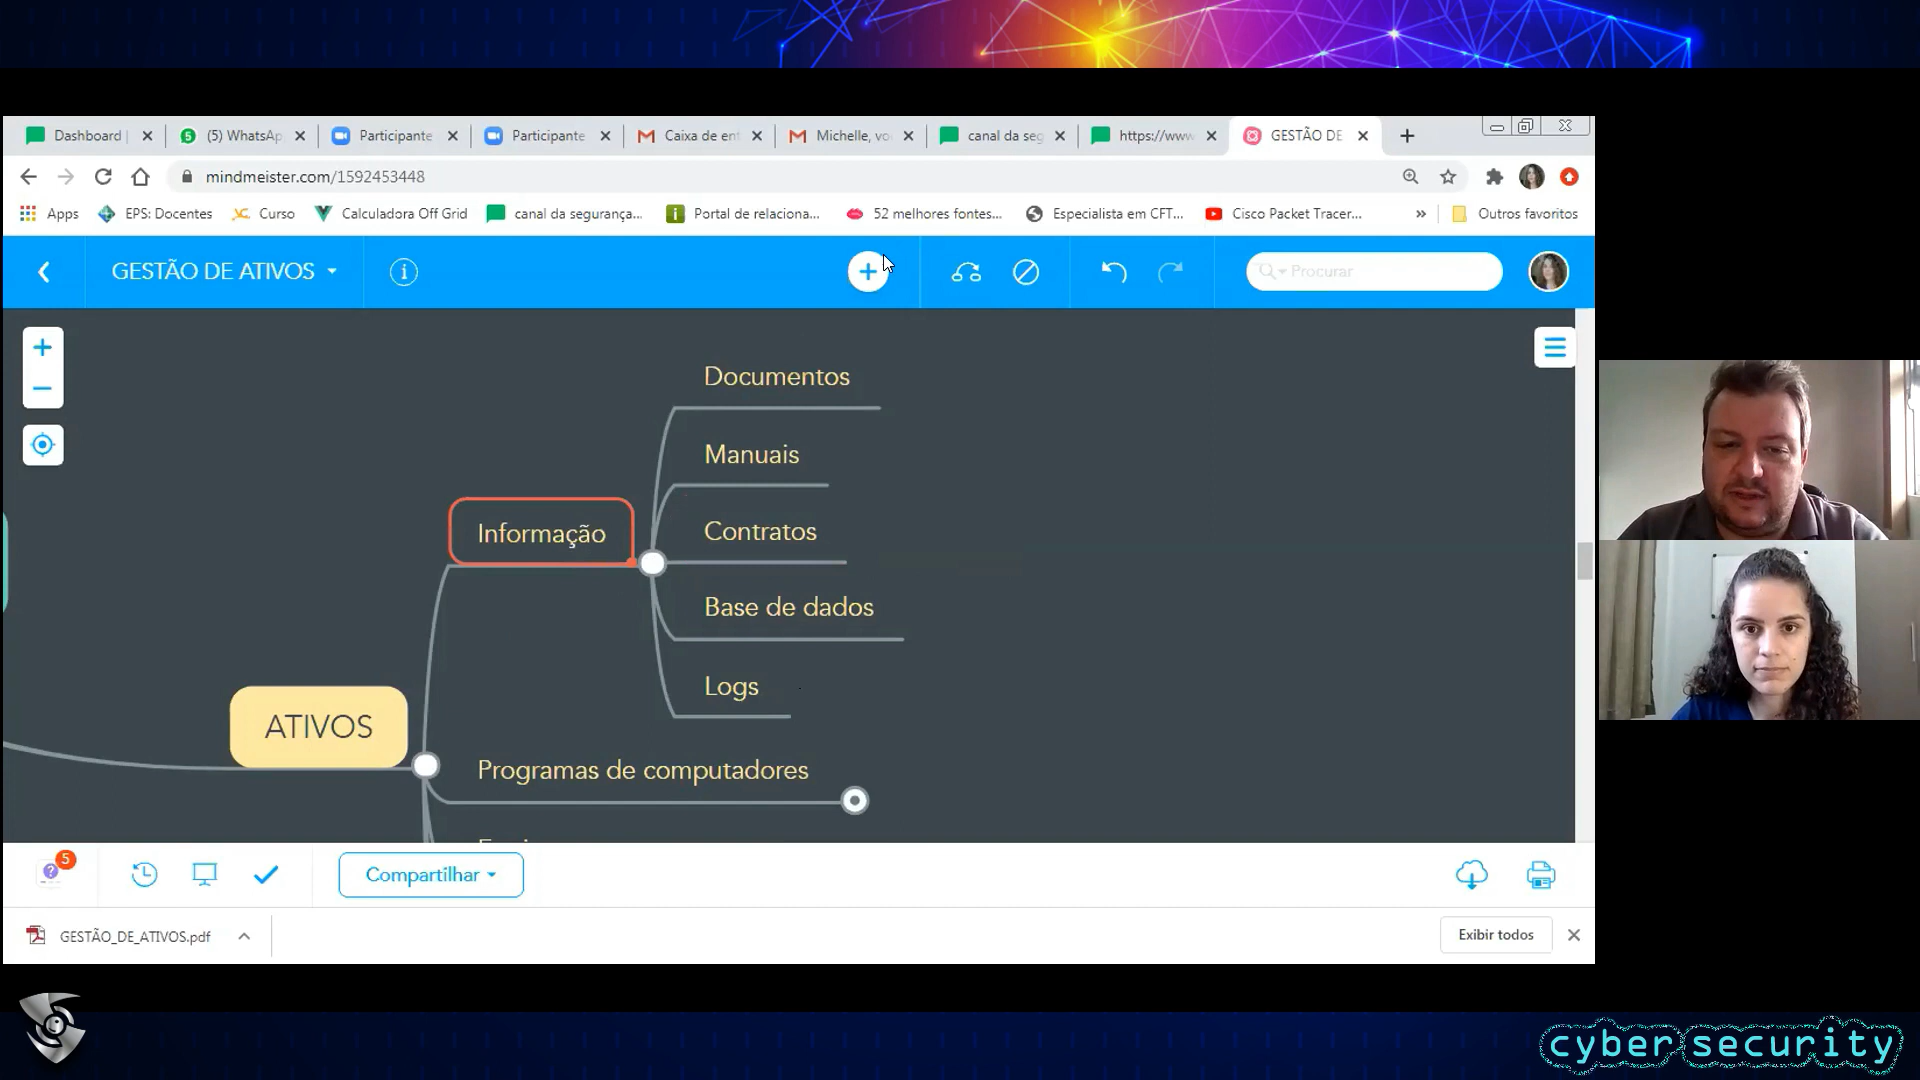 Dashboard
(5) WhatsAp
Participante
Participante
Caixa de en
Michelle, vo
canal da seg
https://www
GESTÃO DE
mindmeister.com/1592453448
Apps
EPS: Docentes
Curso
Calculadora Off Grid
canal da segurança...
Portal de relaciona...
52 melhores fontes...
Especialista em CFT...
Cisco Packet Tracer...
»
Outros favoritos
GESTÃO DE ATIVOS
Procurar
Documentos
Manuais
Informação
Contratos
Base de dados
Logs
ATIVOS
Programas de computadores
5
Compartilhar
GESTÃO_DE_ATIVOS.pdf
Exibir todos
cyber security